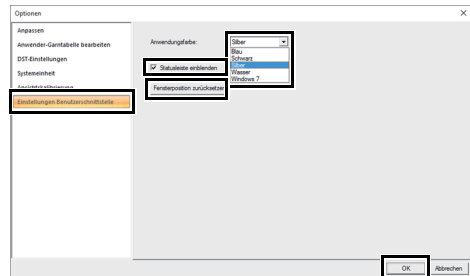 Optionen
Anpassen
Anwender-Garntabelle bearbeiten
DST-Einstellungen
Systemeinheit
Ansichtskalibrierung
Einstellungen Benutzerschnittstelle
Anwendungsfarbe:
Silber
Blau
Schwarz
Silber
Wasser
Windows 7
Statusleiste einblenden
Fensterposition zurücksetzen
OK
Abbrechen